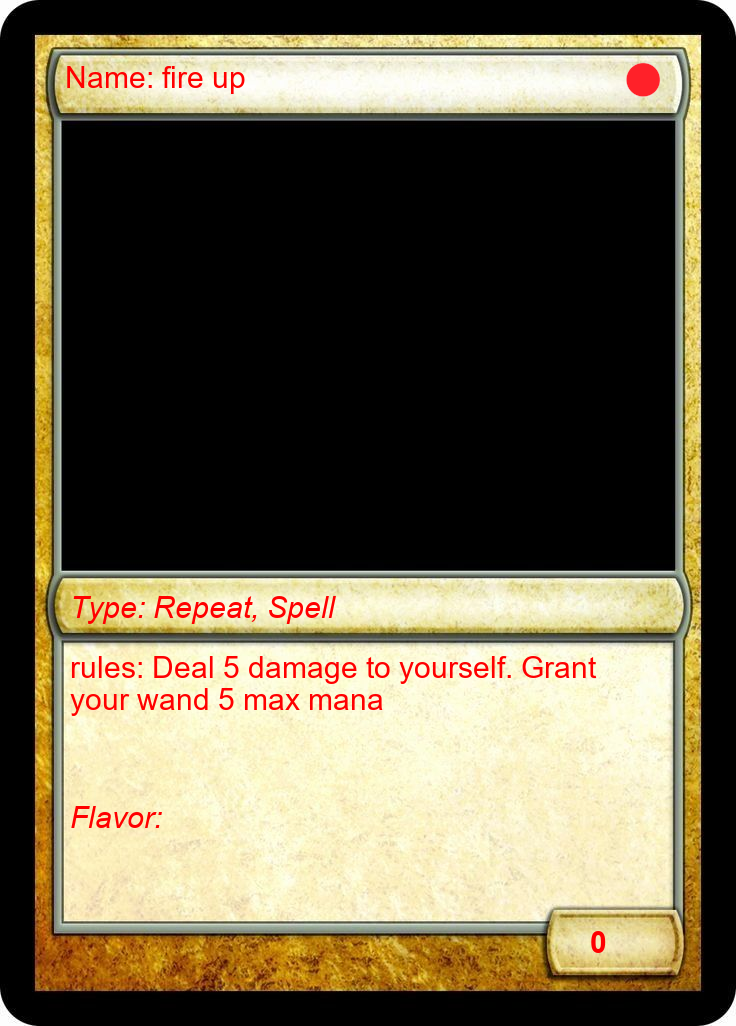 Name: fire up
Type: Repeat, Spell
rules: Deal 5 damage to yourself. Grant
your wand 5 max mana
Flavor:
0